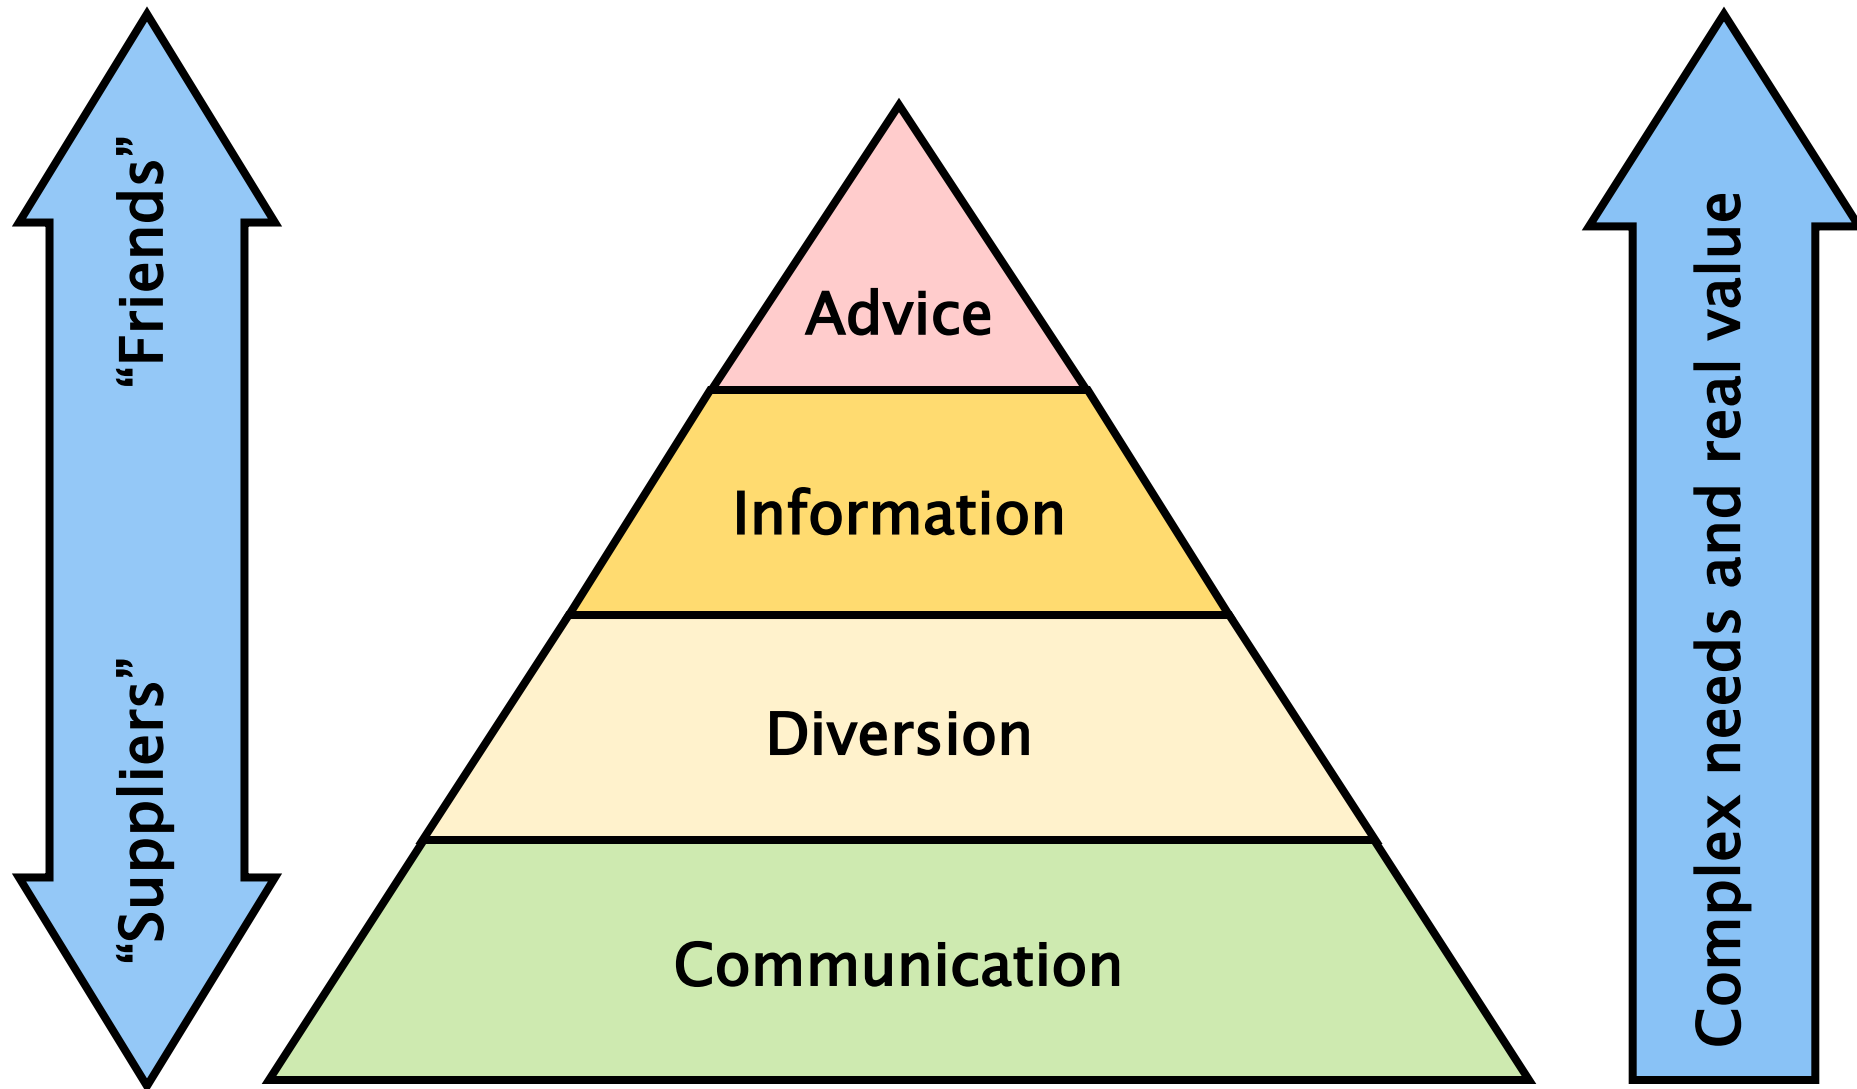 “Friends”
“Suppliers”
Advice
Information
Diversion
Communication
Complex needs and real value